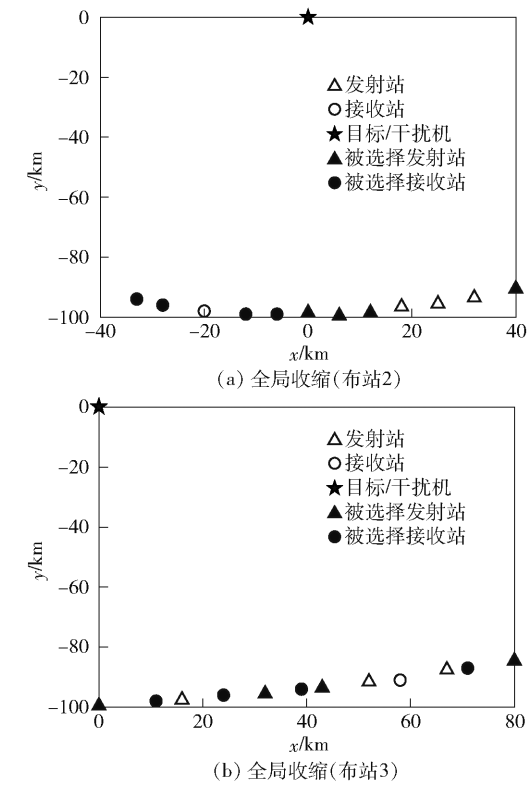 0
−20
−40
−60
−80
−100
y/km
发射站
接收站
目标/干扰机
被选择发射站
被选择接收站
−40 −20 0 20 40
x/km
(a) 全局收缩(布站2)
0
−20
−40
−60
−80
−100
y/km
发射站
接收站
目标/干扰机
被选择发射站
被选择接收站
0 20 40 60 80
x/km
(b) 全局收缩(布站3)